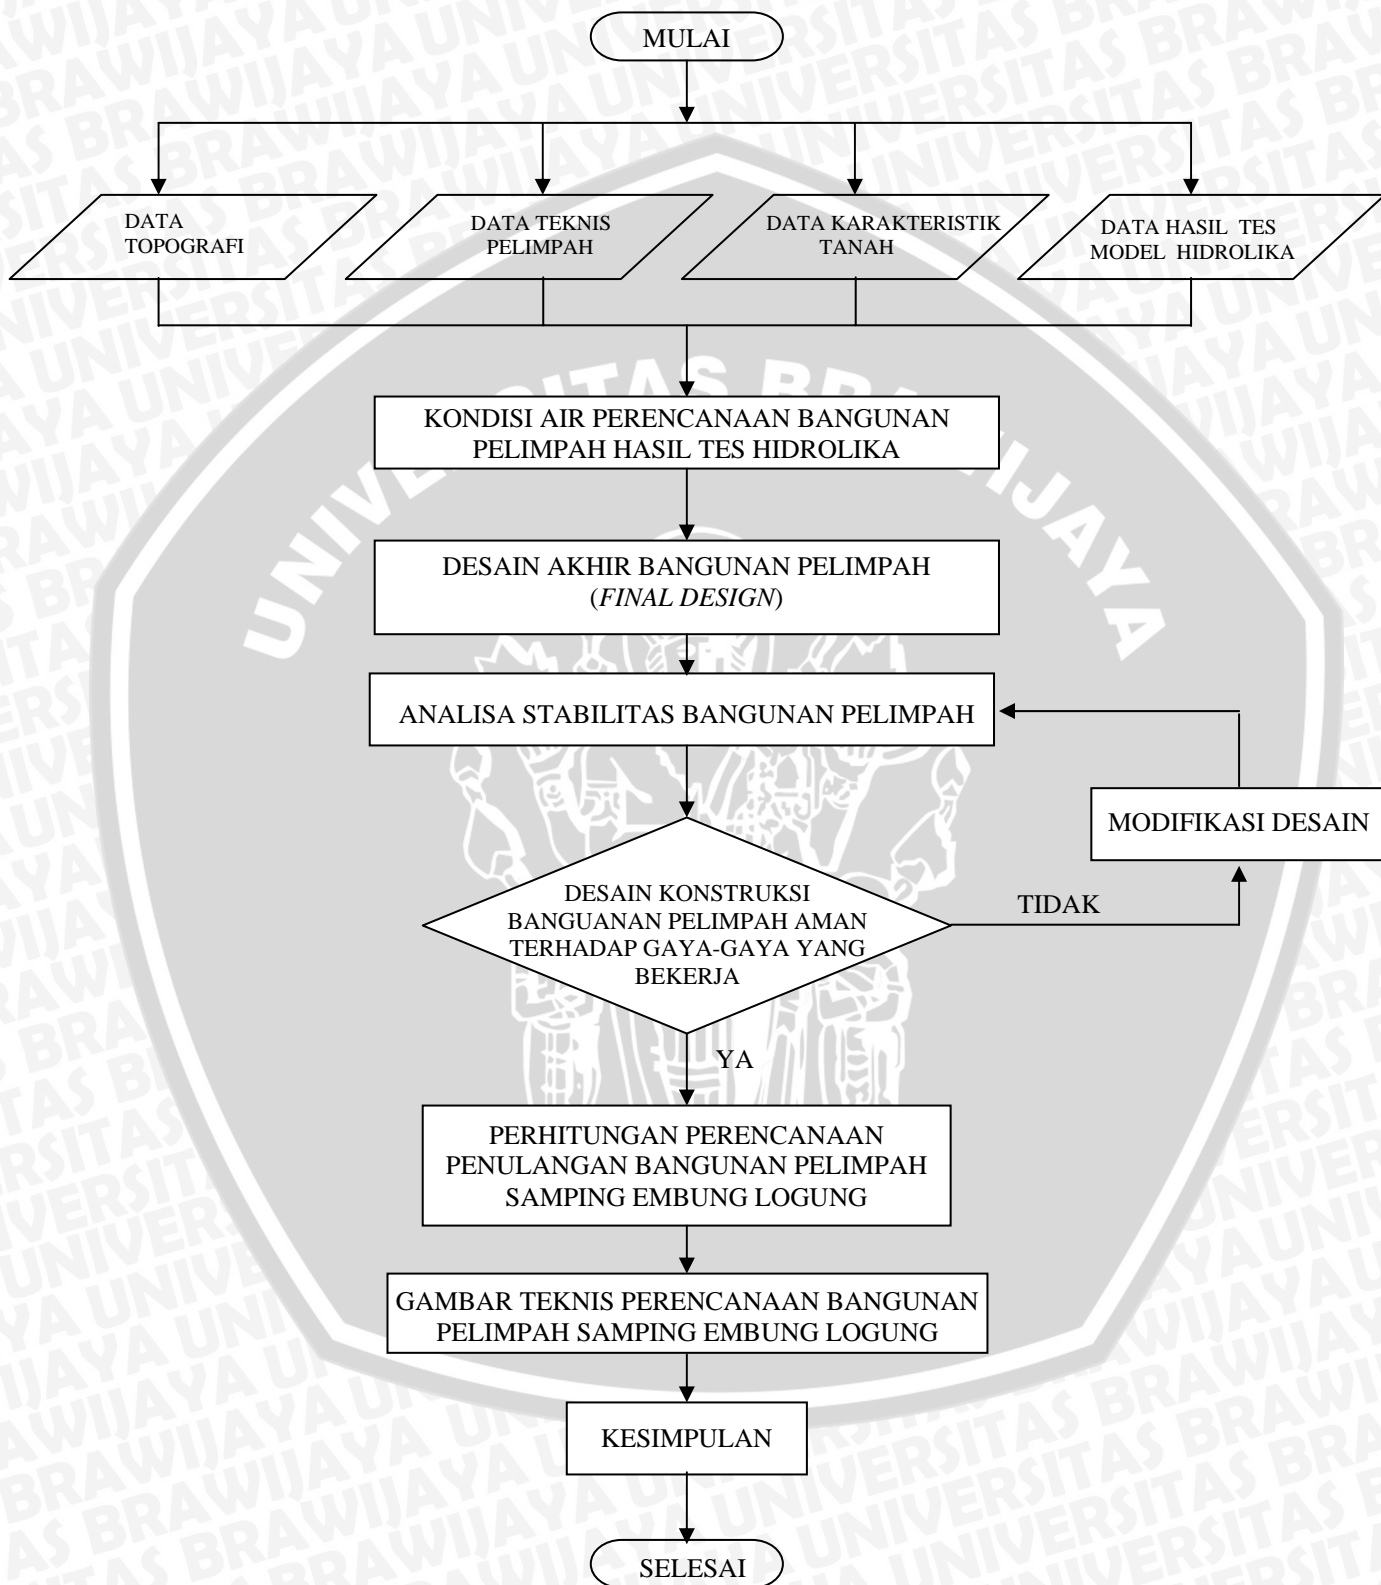 MULAI
DATA
TOPOGRAFI
DATA TEKNIS
PELIMPAH
DATA KARAKTERISTIK
TANAH
DATA HASIL TES
MODEL HIDROLIKA
KONDISI AIR PERENCANAAN BANGUNAN
PELIMPAH HASIL TES HIDROLIKA
DESAIN AKHIR BANGUNAN PELIMPAH
(FINAL DESIGN)
ANALISA STABILITAS BANGUNAN PELIMPAH
MODIFIKASI DESAIN
DESAIN KONSTRUKSI
BANGUANAN PELIMPAH AMAN
TERHADAP GAYA-GAYA YANG
BEKERJA
TIDAK
YA
PERHITUNGAN PERENCANAAN
PENULANGAN BANGUNAN PELIMPAH
SAMPING EMBUNG LOGUNG
GAMBAR TEKNIS PERENCANAAN BANGUNAN
PELIMPAH SAMPING EMBUNG LOGUNG
KESIMPULAN
SELESAI
UNIVERSITAS BRAWIJAYA